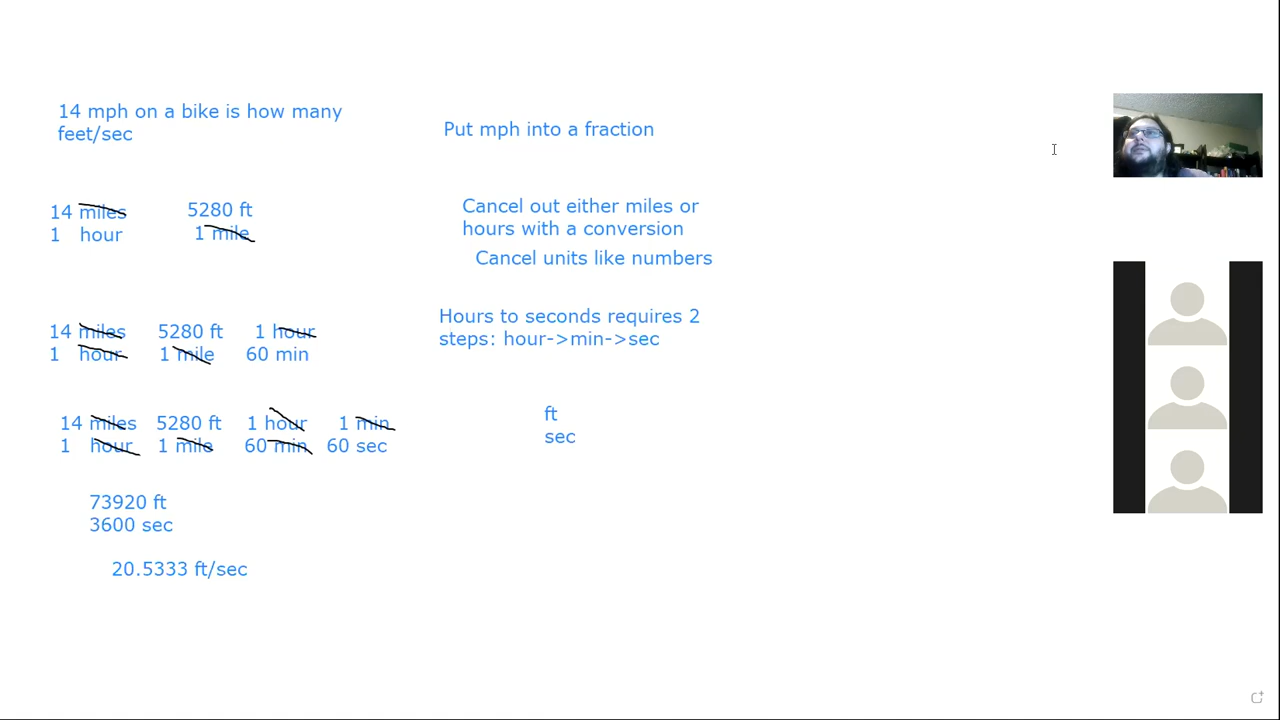 14 mph on a bike is how many
feet/sec
Put mph into a fraction
14 miles 5280 ft
1 hour 1 mile
Cancel out either miles or
hours with a conversion
Cancel units like numbers
14 miles 5280 ft 1 hour
1 hour 1 mile 60 min
Hours to seconds requires 2
steps: hour->min->sec
14 miles 5280 ft 1 hour 1 min
1 hour 1 mile 60 min 60 sec
ft
sec
73920 ft
3600 sec
20.5333 ft/sec